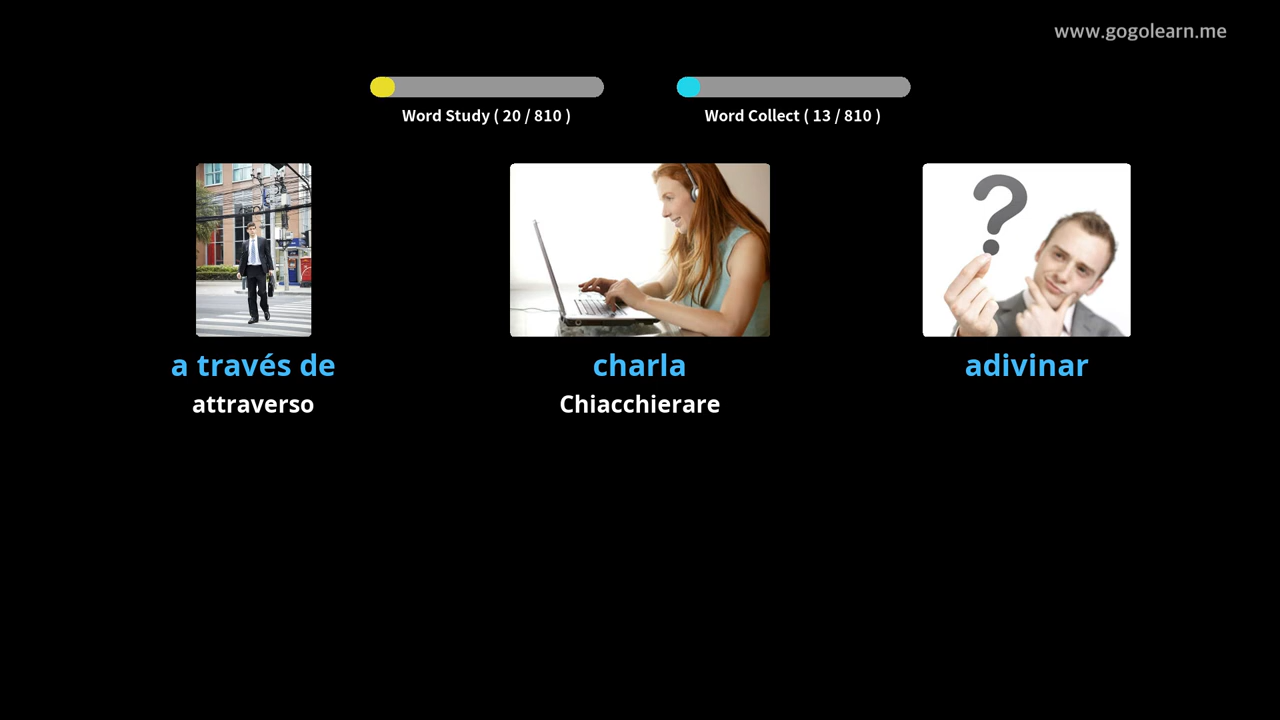 www.gogolearn.me
Word Study ( 20 / 810 )
Word Collect ( 13 / 810 )
a través de
charla
adivinar
attraverso
Chiacchierare